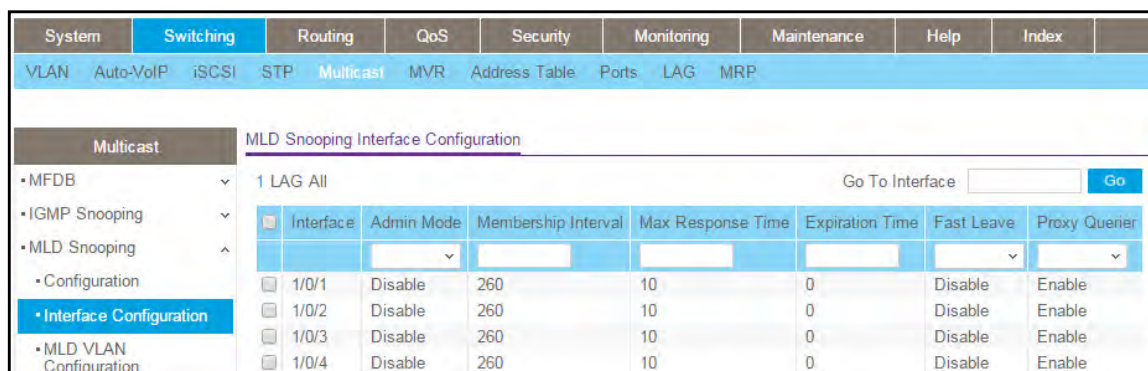 System Switching Routing QoS Security Monitoring Maintenance Help Index
VLAN Auto-VoIP iSCSI STP Multicast MVR Address Table Ports LAG MRP
Multicast
MFDB
IGMP Snooping
MLD Snooping
Configuration
Interface Configuration
MLD VLAN
Configuration
MLD Snooping Interface Configuration
1 LAG All Go To Interface Go
Interface Admin Mode Membership Interval Max Response Time Expiration Time Fast Leave Proxy Querier
1/0/1 Disable 260 10 0 Disable Enable
1/0/2 Disable 260 10 0 Disable Enable
1/0/3 Disable 260 10 0 Disable Enable
1/0/4 Disable 260 10 0 Disable Enable